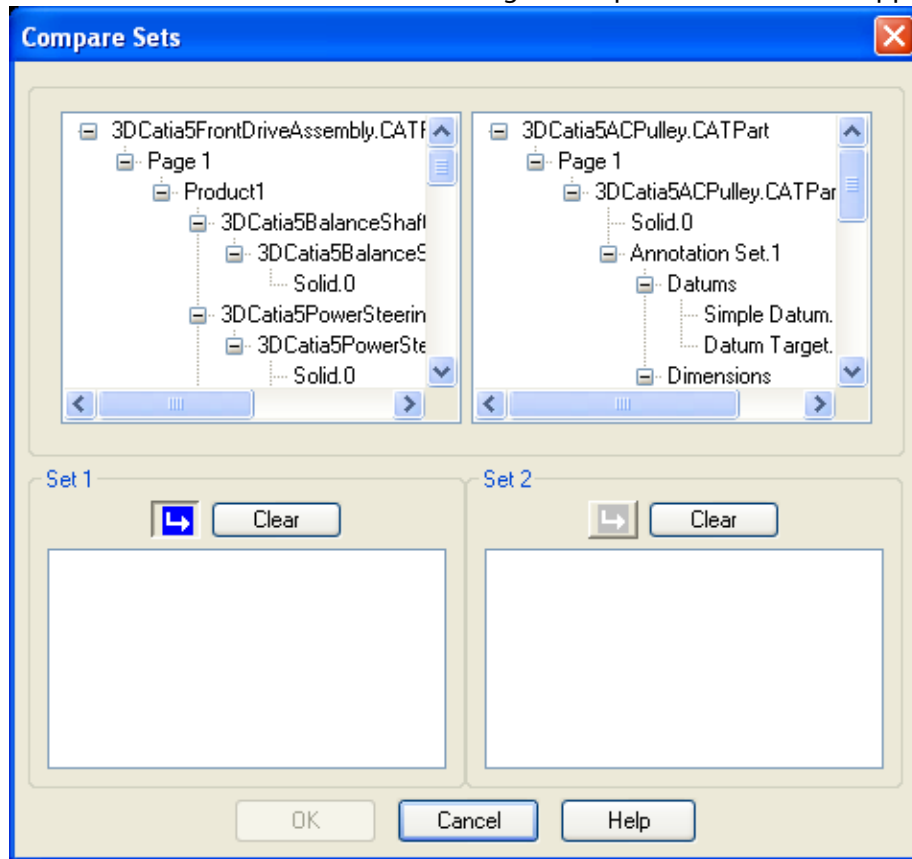 Compare Sets
3DCatia5FrontDriveAssembly.CATF
Page 1
Product1
3DCatia5BalanceShaft
3DCatia5BalanceS
Solid.0
3DCatia5PowerSteerin
3DCatia5PowerSte
Solid.0
3DCatia5ACPulley.CATPart
Page 1
3DCatia5ACPulley.CATPar
Solid.0
Annotation Set.1
Datums
Simple Datum.
Datum Target.
Dimensions
Set 1
Clear
Set 2
Clear
OK
Cancel
Help